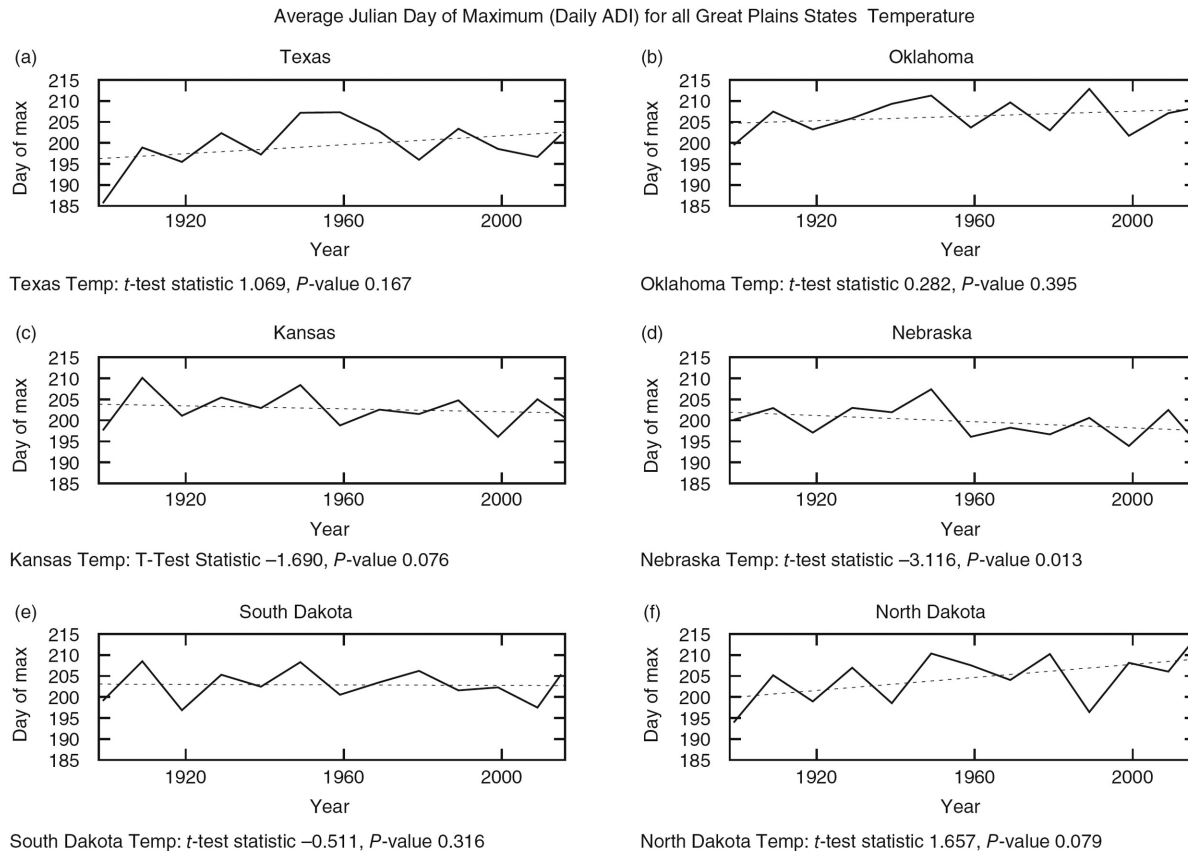 Average Julian Day of Maximum (Daily ADI) for all Great Plains States Temperature
(a)
Texas
215
210
205
200
195
190
185
Day of max
1920
1960
2000
Year
Texas Temp: t-test statistic 1.069, P-value 0.167
(b)
Oklahoma
215
210
205
200
195
190
185
Day of max
1920
1960
2000
Year
Oklahoma Temp: t-test statistic 0.282, P-value 0.395
(c)
Kansas
215
210
205
200
195
190
185
Day of max
1920
1960
2000
Year
Kansas Temp: T-Test Statistic –1.690, P-value 0.076
(d)
Nebraska
215
210
205
200
195
190
185
Day of max
1920
1960
2000
Year
Nebraska Temp: t-test statistic –3.116, P-value 0.013
(e)
South Dakota
215
210
205
200
195
190
185
Day of max
1920
1960
2000
Year
South Dakota Temp: t-test statistic –0.511, P-value 0.316
(f)
North Dakota
215
210
205
200
195
190
185
Day of max
1920
1960
2000
Year
North Dakota Temp: t-test statistic 1.657, P-value 0.079